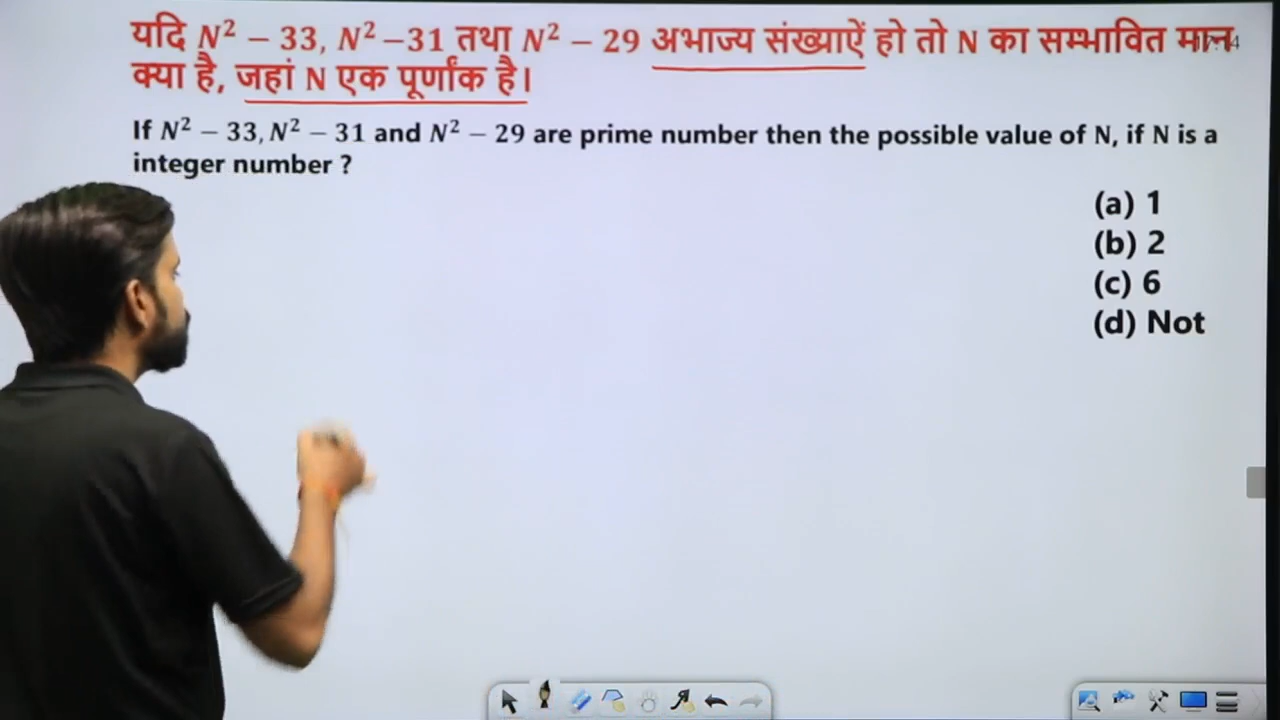 यदि N² – 33, N² –31 तथा N² – 29 अभाज्य संख्याऐं हो तो N का सम्भावित मान
क्या है, जहां N एक पूर्णांक है।
If N² – 33, N² – 31 and N² – 29 are prime number then the possible value of N, if N is a
integer number ?
(a) 1
(b) 2
(c) 6
(d) Not